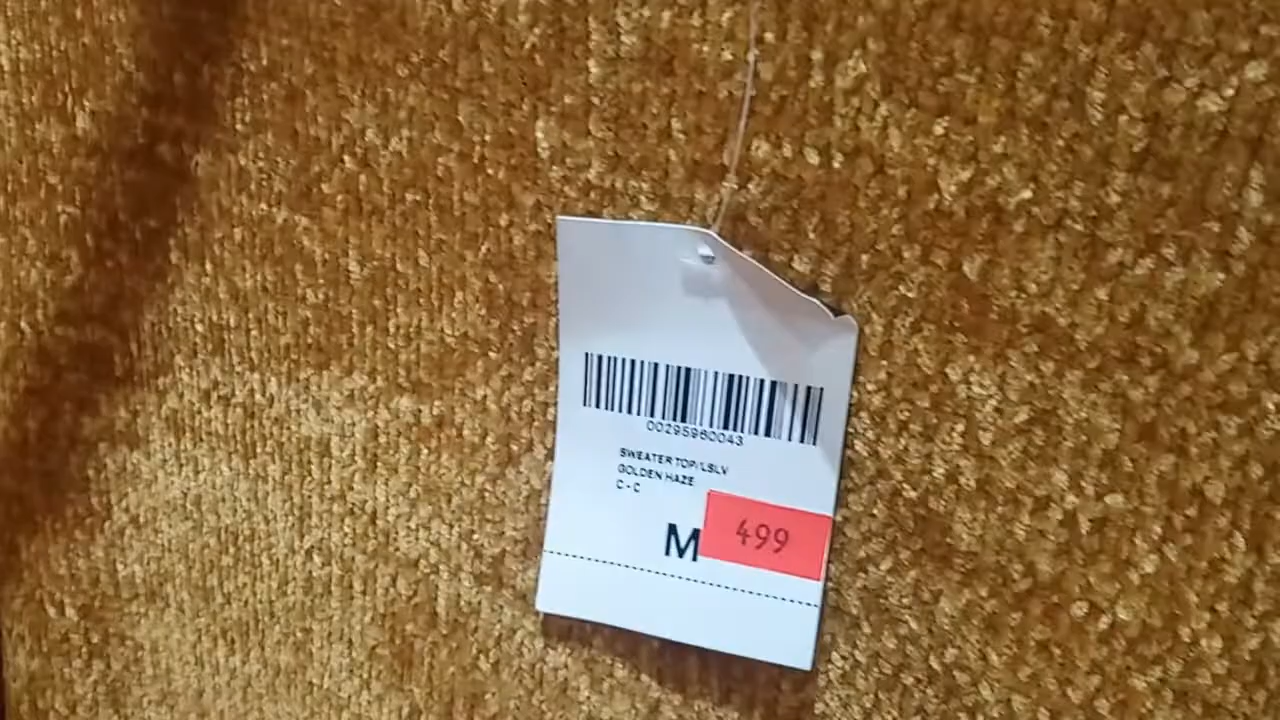 00295960043
SWEATER TOP/LSLV
GOLDEN HAZE
C - C
M
499